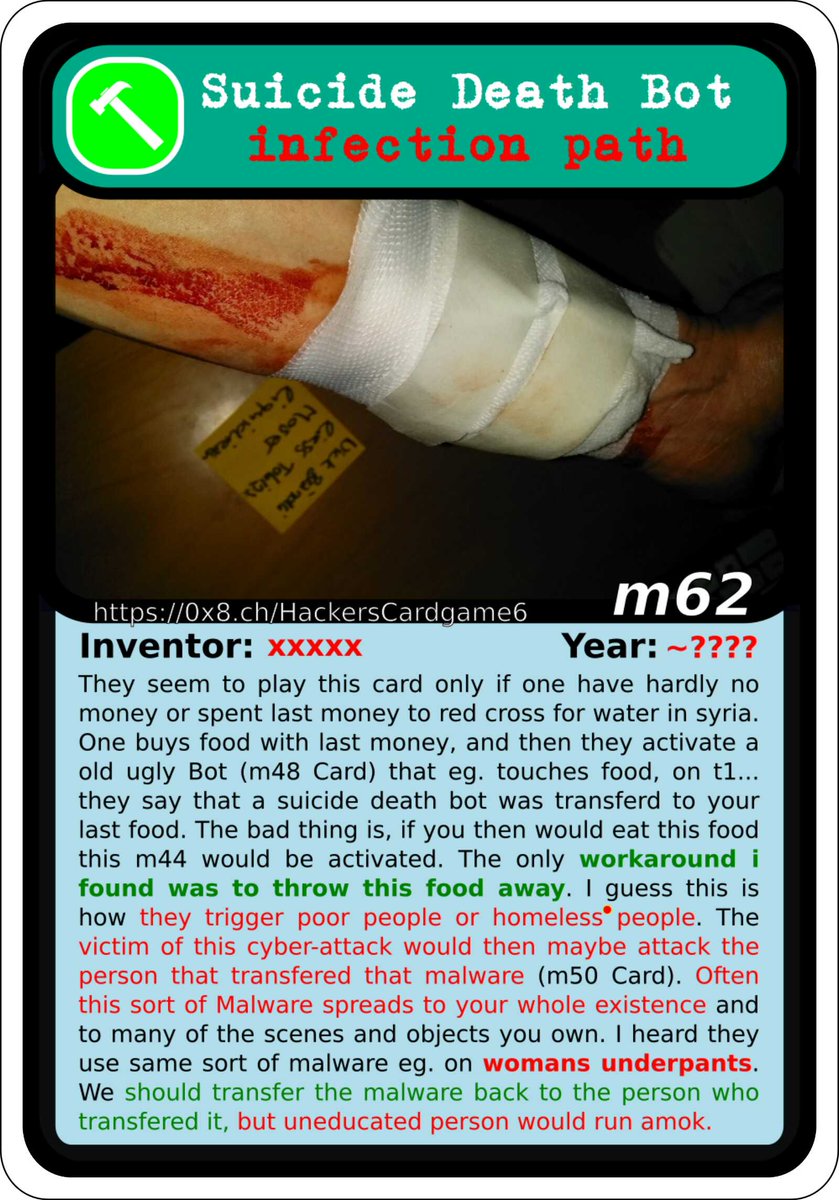 Suicide Death Bot
infection path
https://0x8.ch/HackersCardgame6
m62
Inventor: xxxxx Year: ~????
They seem to play this card only if one have hardly no
money or spent last money to red cross for water in syria.
One buys food with last money, and then they activate a
old ugly Bot (m48 Card) that eg. touches food, on t1...
they say that a suicide death bot was transferd to your
last food. The bad thing is, if you then would eat this food
this m44 would be activated. The only workaround i
found was to throw this food away. I guess this is
how they trigger poor people or homeless people. The
victim of this cyber-attack would then maybe attack the
person that transfered that malware (m50 Card). Often
this sort of Malware spreads to your whole existence and
to many of the scenes and objects you own. I heard they
use same sort of malware eg. on womans underpants.
We should transfer the malware back to the person who
transfered it, but uneducated person would run amok.